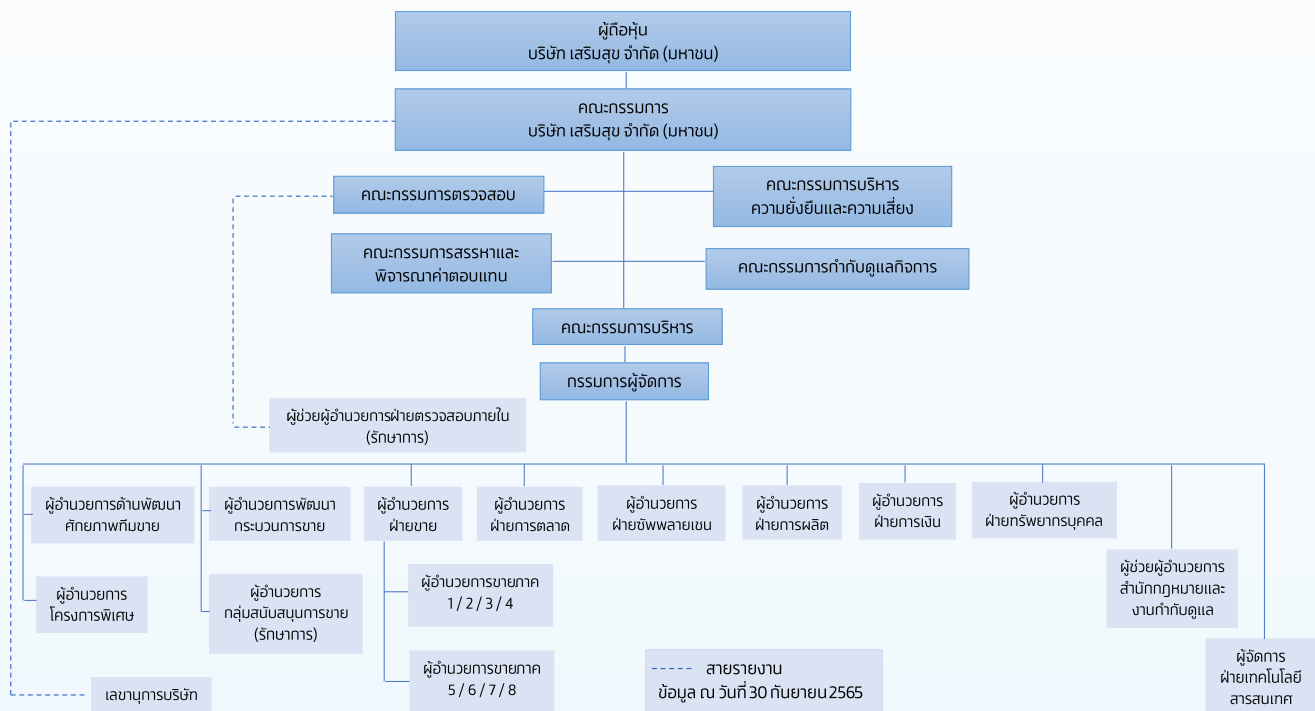 ผู้ถือหุ้น
บริษัท เสริมสุข จำกัด (มหาชน)
คณะกรรมการ
บริษัท เสริมสุข จำกัด (มหาชน)
คณะกรรมการตรวจสอบ
คณะกรรมการบริหาร
ความยั่งยืนและความเสี่ยง
คณะกรรมการสรรหาและ
พิจารณาค่าตอบแทน
คณะกรรมการกำกับดูแลกิจการ
คณะกรรมการบริหาร
กรรมการผู้จัดการ
ผู้ช่วยผู้อำนวยการฝ่ายตรวจสอบภายใน
(รักษาการ)
ผู้อำนวยการด้านพัฒนา
ศักยภาพทีมขาย
ผู้อำนวยการพัฒนา
กระบวนการขาย
ผู้อำนวยการ
ฝ่ายขาย
ผู้อำนวยการ
ฝ่ายการตลาด
ผู้อำนวยการ
ฝ่ายซัพพลายเชน
ผู้อำนวยการ
ฝ่ายการผลิต
ผู้อำนวยการ
ฝ่ายการเงิน
ผู้อำนวยการ
ฝ่ายทรัพยากรบุคคล
ผู้ช่วยผู้อำนวยการ
สำนักกฎหมายและ
งานกำกับดูแล
ผู้อำนวยการ
โครงการพิเศษ
ผู้อำนวยการ
กลุ่มสนับสนุนการขาย
(รักษาการ)
ผู้อำนวยการขายภาค
1 / 2 / 3 / 4
ผู้อำนวยการขายภาค
5 / 6 / 7 / 8
ผู้จัดการ
ฝ่ายเทคโนโลยี
สารสนเทศ
เลขานุการบริษัท
สายรายงาน
ข้อมูล ณ วันที่ 30 กันยายน 2565